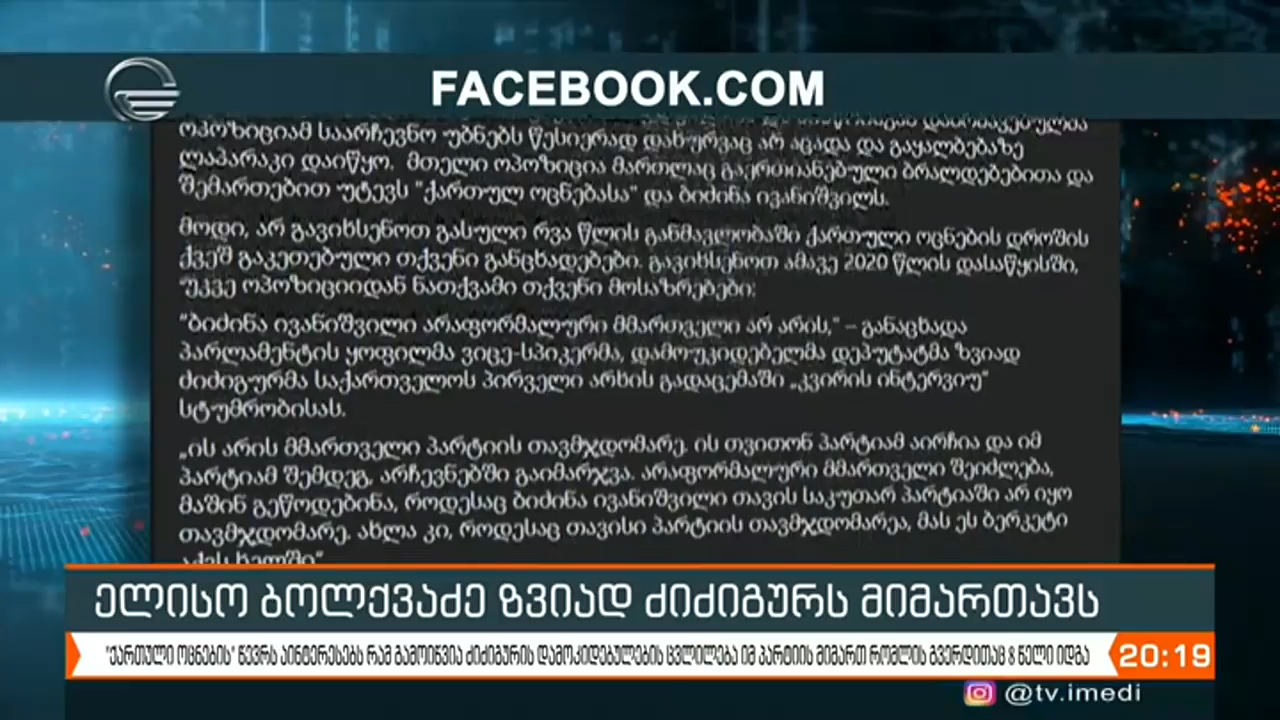 FACEBOOK.COM
ოპოზიციამ საარჩევნო უბნებს წესიერად დახურვაც არ აცადა და გაყალბებაზე
ლაპარაკი დაიწყო. მთელი ოპოზიცია მართლაც გაერთიანებული ბრალდებებითა და
შემართებით უტევს "ქართულ ოცნებასა" და ბიძინა ივანიშვილს.
მოდი, არ გავიხსენოთ გასული რვა წლის განმავლობაში ქართული ოცნების დროშის
ქვეშ გაკეთებული თქვენი განცხადებები. გავიხსენოთ ამავე 2020 წლის დასაწყისში,
უკვე ოპოზიციიდან ნათქვამი თქვენი მოსაზრებები:
"ბიძინა ივანიშვილი არაფორმალური მმართველი არ არის," – განაცხადა
პარლამენტის ყოფილმა ვიცე-სპიკერმა, დამოუკიდებელმა დეპუტატმა ზვიად
ძიძიგურმა საქართველოს პირველი არხის გადაცემაში „კვირის ინტერვიუ“
სტუმრობისას.
„ის არის მმართველი პარტიის თავმჯდომარე. ის თვითონ პარტიამ აირჩია და იმ
პარტიამ შემდეგ, არჩევნებში გაიმარჯვა. არაფორმალური მმართველი შეიძლება,
მაშინ გეწოდებინა, როდესაც ბიძინა ივანიშვილი თავის საკუთარ პარტიაში არ იყო
თავმჯდომარე. ახლა კი, როდესაც თავისი პარტიის თავმჯდომარეა, მას ეს ბერკეტი
აქვს ხელში“
ელისო ბოლქვაძე ზვიად ძიძიგურს მიმართავს
"ქართული ოცნების" წევრს აინტერესებს რამ გამოიწვია ძიძიგურის დამოკიდებულების ცვლილება იმ პარტიის მიმართ რომლის გვერდითაც 8 წელი იდგა
20:19
@tv.imedi